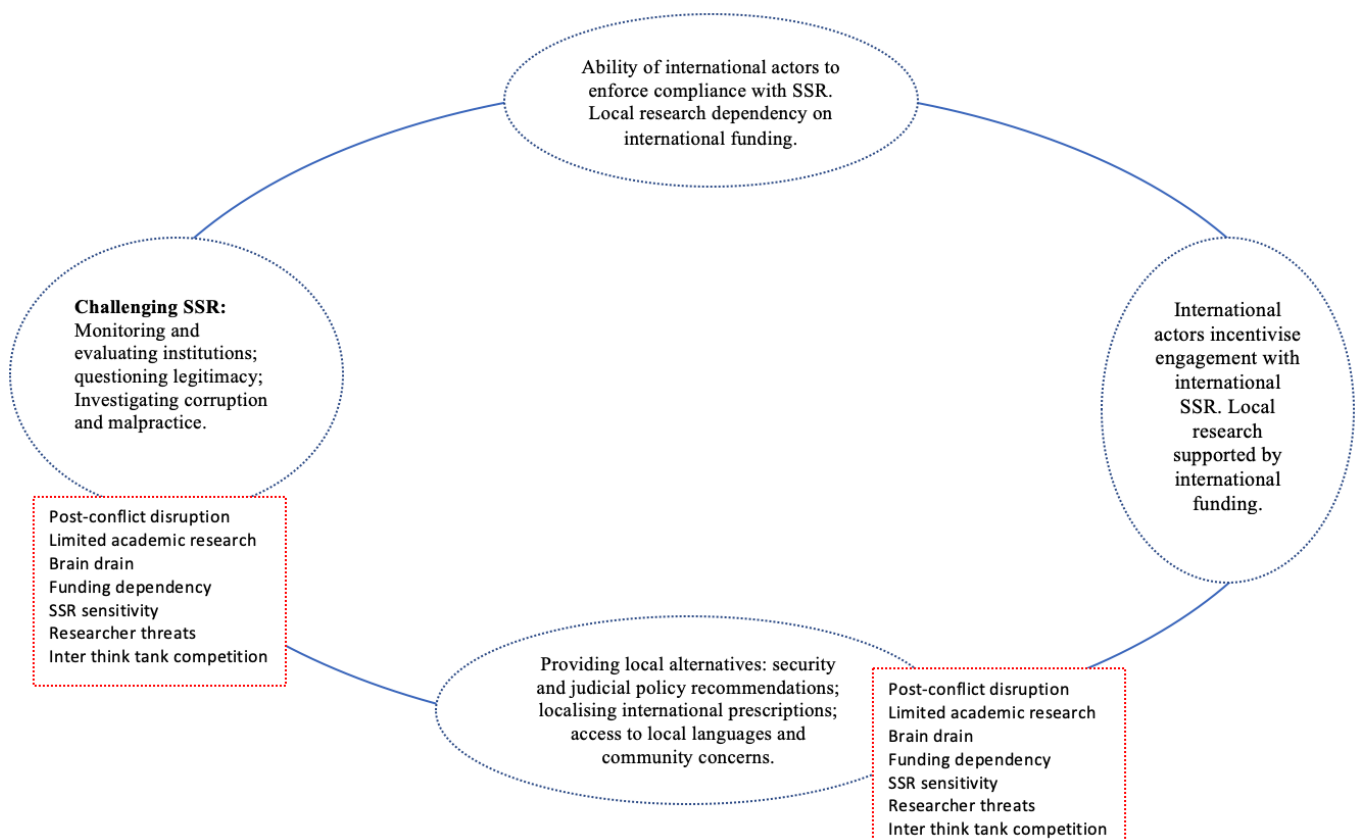 Ability of international actors to
enforce compliance with SSR.
Local research dependency on
international funding.
Challenging SSR:
Monitoring and
evaluating institutions;
questioning legitimacy;
Investigating corruption
and malpractice.
International
actors incentivise
engagement with
international
SSR. Local
research
supported by
international
funding.
Post-conflict disruption
Limited academic research
Brain drain
Funding dependency
SSR sensitivity
Researcher threats
Inter think tank competition
Providing local alternatives: security
and judicial policy recommendations;
localising international prescriptions;
access to local languages and
community concerns.
Post-conflict disruption
Limited academic research
Brain drain
Funding dependency
SSR sensitivity
Researcher threats
Inter think tank competition